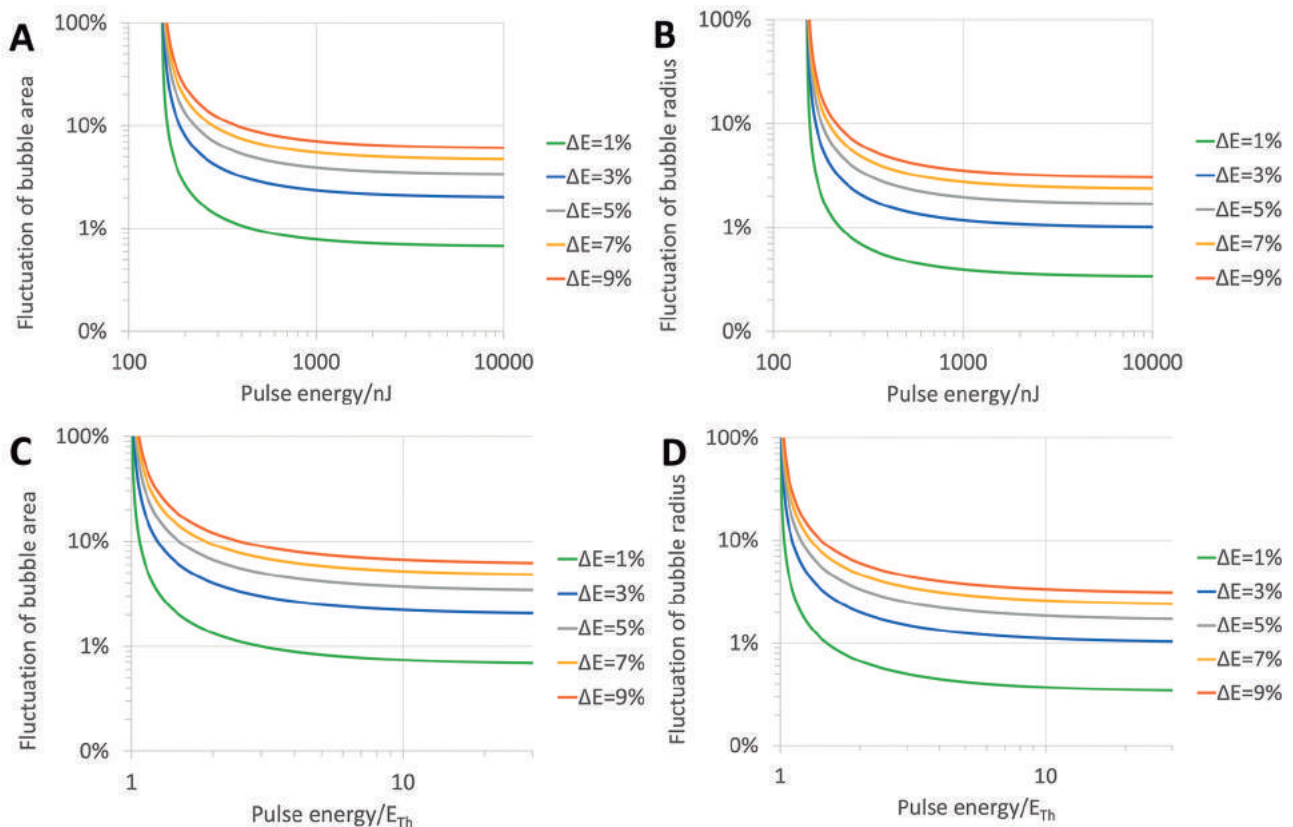 A
Fluctuation of bubble area
100%
10%
1%
0%
100
1000
10000
Pulse energy/nJ
ΔE=1%
ΔE=3%
ΔE=5%
ΔE=7%
ΔE=9%
B
Fluctuation of bubble radius
100%
10%
1%
0%
100
1000
10000
Pulse energy/nJ
ΔE=1%
ΔE=3%
ΔE=5%
ΔE=7%
ΔE=9%
C
Fluctuation of bubble area
100%
10%
1%
0%
1
10
Pulse energy/E_Th
ΔE=1%
ΔE=3%
ΔE=5%
ΔE=7%
ΔE=9%
D
Fluctuation of bubble radius
100%
10%
1%
0%
1
10
Pulse energy/E_Th
ΔE=1%
ΔE=3%
ΔE=5%
ΔE=7%
ΔE=9%